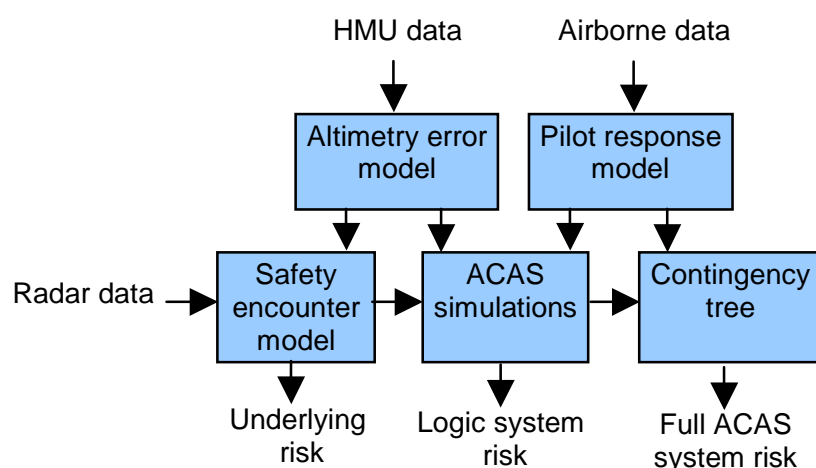 HMU data
Airborne data
Altimetry error
model
Pilot response
model
Radar data
Safety
encounter
model
ACAS
simulations
Contingency
tree
Underlying
risk
Logic system
risk
Full ACAS
system risk